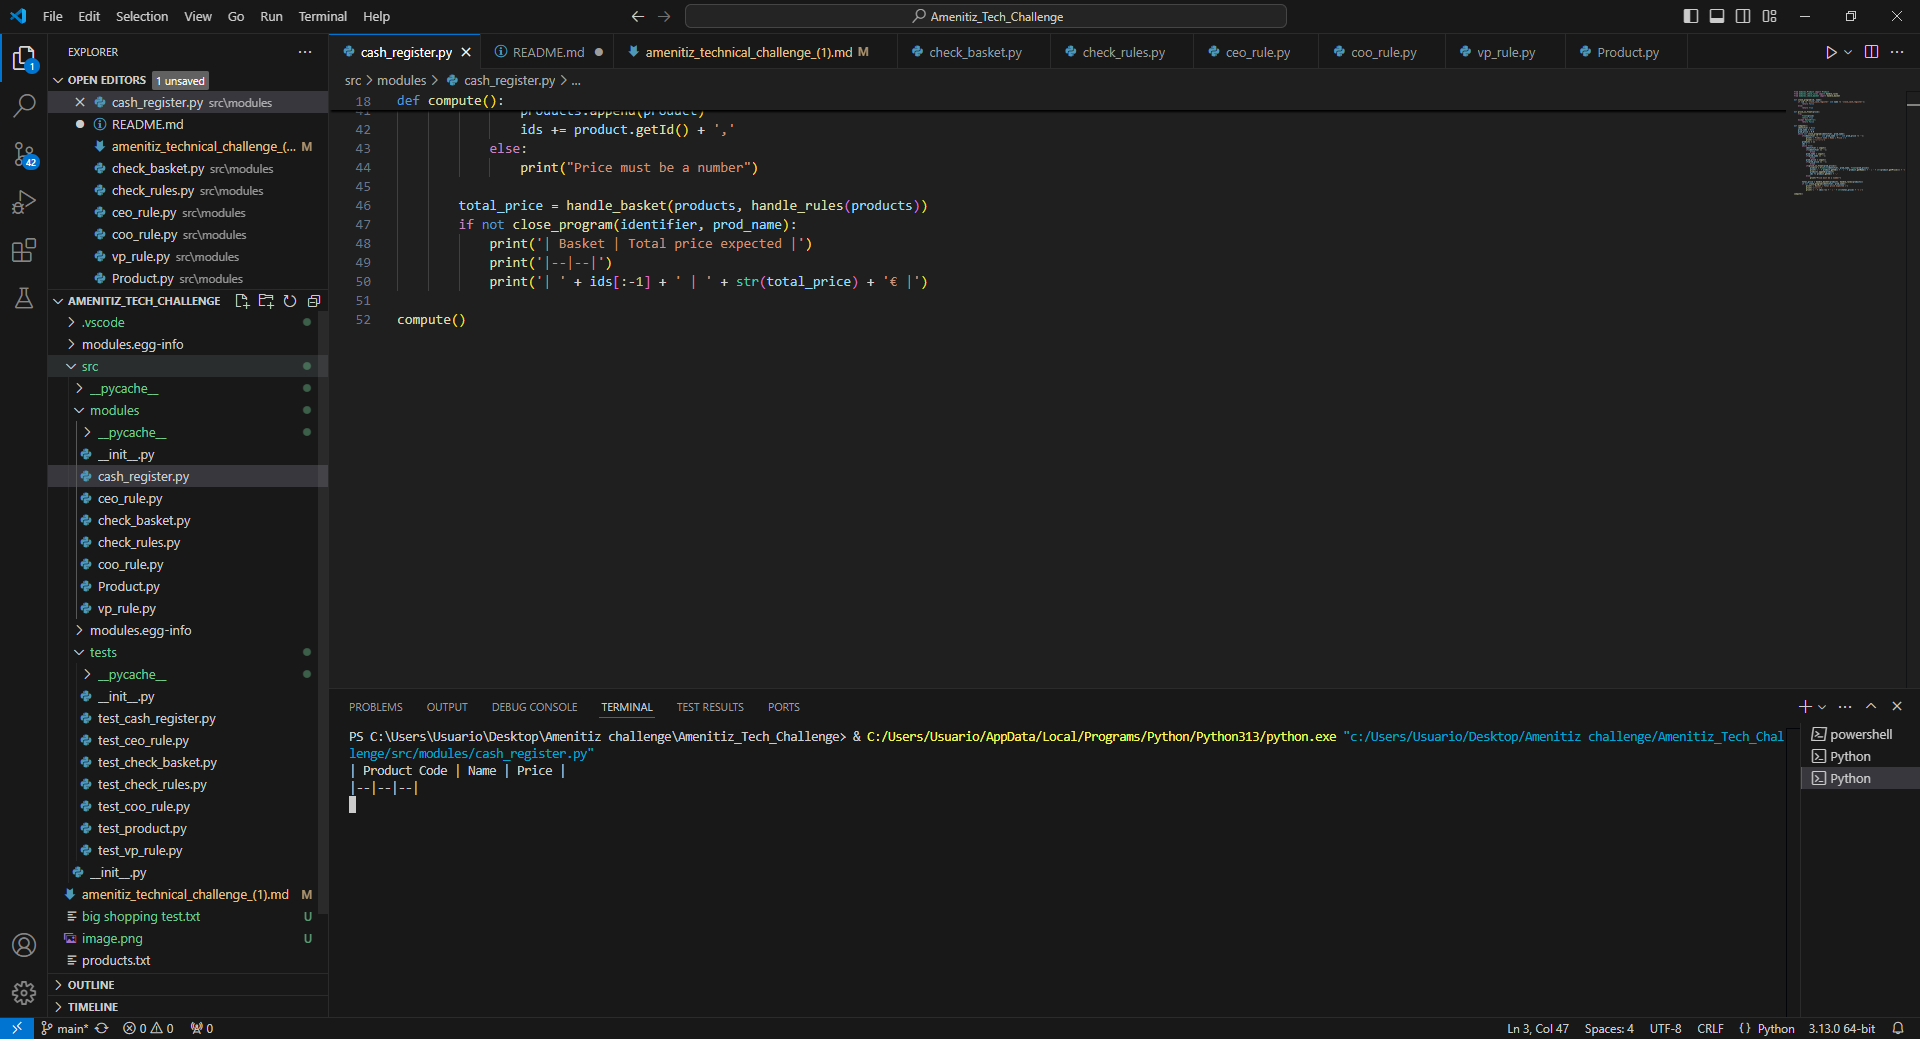 File Edit Selection View Go Run Terminal Help
Amenitiz_Tech_Challenge
EXPLORER
OPEN EDITORS 1 unsaved
cash_register.py src\modules
README.md
amenitiz_technical_challenge_(... M
check_basket.py src\modules
check_rules.py src\modules
ceo_rule.py src\modules
coo_rule.py src\modules
vp_rule.py src\modules
Product.py src\modules
AMENITIZ_TECH_CHALLENGE
.vscode
modules.egg-info
src
__pycache__
modules
__pycache__
__init__.py
cash_register.py
ceo_rule.py
check_basket.py
check_rules.py
coo_rule.py
Product.py
vp_rule.py
modules.egg-info
tests
__pycache__
__init__.py
test_cash_register.py
test_ceo_rule.py
test_check_basket.py
test_check_rules.py
test_coo_rule.py
test_product.py
test_vp_rule.py
__init__.py
amenitiz_technical_challenge_(1).md M
big shopping test.txt U
image.png U
products.txt
OUTLINE
TIMELINE
1
42
cash_register.py README.md amenitiz_technical_challenge_(1).md M check_basket.py check_rules.py ceo_rule.py coo_rule.py vp_rule.py Product.py
src > modules > cash_register.py > ...
18 def compute():
41 products.append(product)
42 ids += product.getId() + ','
43 else:
44 print("Price must be a number")
45
46 total_price = handle_basket(products, handle_rules(products))
47 if not close_program(identifier, prod_name):
48 print('| Basket | Total price expected |')
49 print('|--|--|')
50 print('| ' + ids[:-1] + ' | ' + str(total_price) + '€ |')
51
52 compute()
PROBLEMS OUTPUT DEBUG CONSOLE TERMINAL TEST RESULTS PORTS
PS C:\Users\Usuario\Desktop\Amenitiz challenge\Amenitiz_Tech_Challenge> & C:/Users/Usuario/AppData/Local/Programs/Python/Python313/python.exe "c:/Users/Usuario/Desktop/Amenitiz challenge/Amenitiz_Tech_Chal
lenge/src/modules/cash_register.py"
| Product Code | Name | Price |
|--|--|--|
powershell
Python
Python
main* 0 0 0 Ln 3, Col 47 Spaces: 4 UTF-8 CRLF {} Python 3.13.0 64-bit